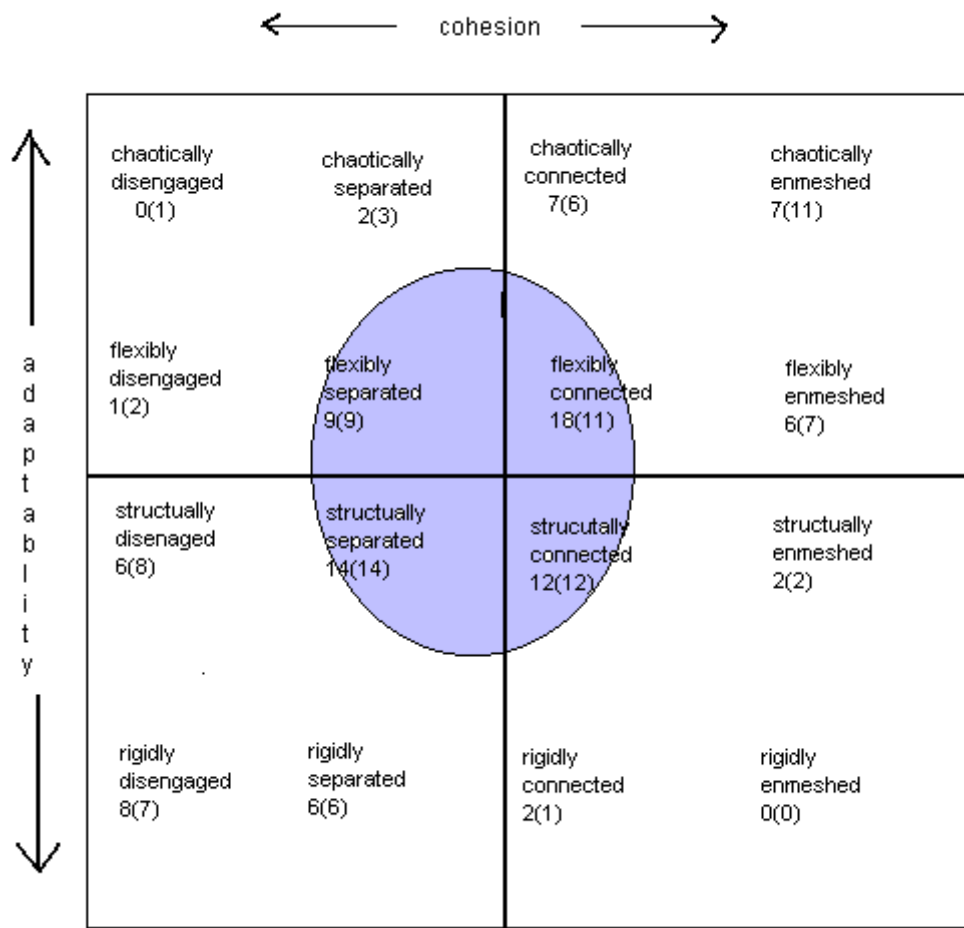 cohesion
chaotically
disengaged
0(1)
chaotically
separated
2(3)
chaotically
connected
7(6)
chaotically
enmeshed
7(11)
a
d
a
p
t
a
b
l
i
t
y
flexibly
disengaged
1(2)
flexibly
separated
9(9)
flexibly
connected
18(11)
flexibly
enmeshed
6(7)
structually
disenaged
6(8)
structually
separated
14(14)
strucutally
connected
12(12)
structually
enmeshed
2(2)
rigidly
disengaged
8(7)
rigidly
separated
6(6)
rigidly
connected
2(1)
rigidly
enmeshed
0(0)